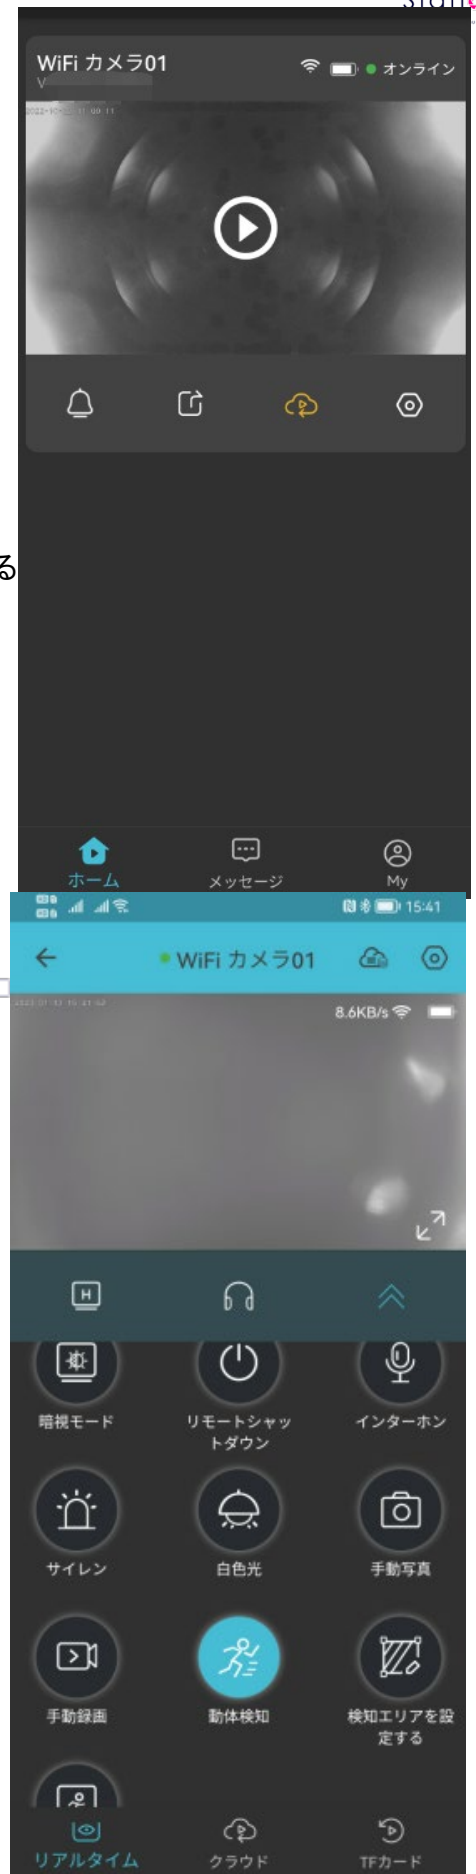 WiFi カメラ01
オンライン
V
る
ホーム
メッセージ
My
15:41
WiFi カメラ01
8.6KB/s
H
暗視モード
リモートシャッ
トダウン
インターホン
サイレン
白色光
手動写真
手動録画
動体検知
検知エリアを設
定する
リアルタイム
クラウド
TFカード